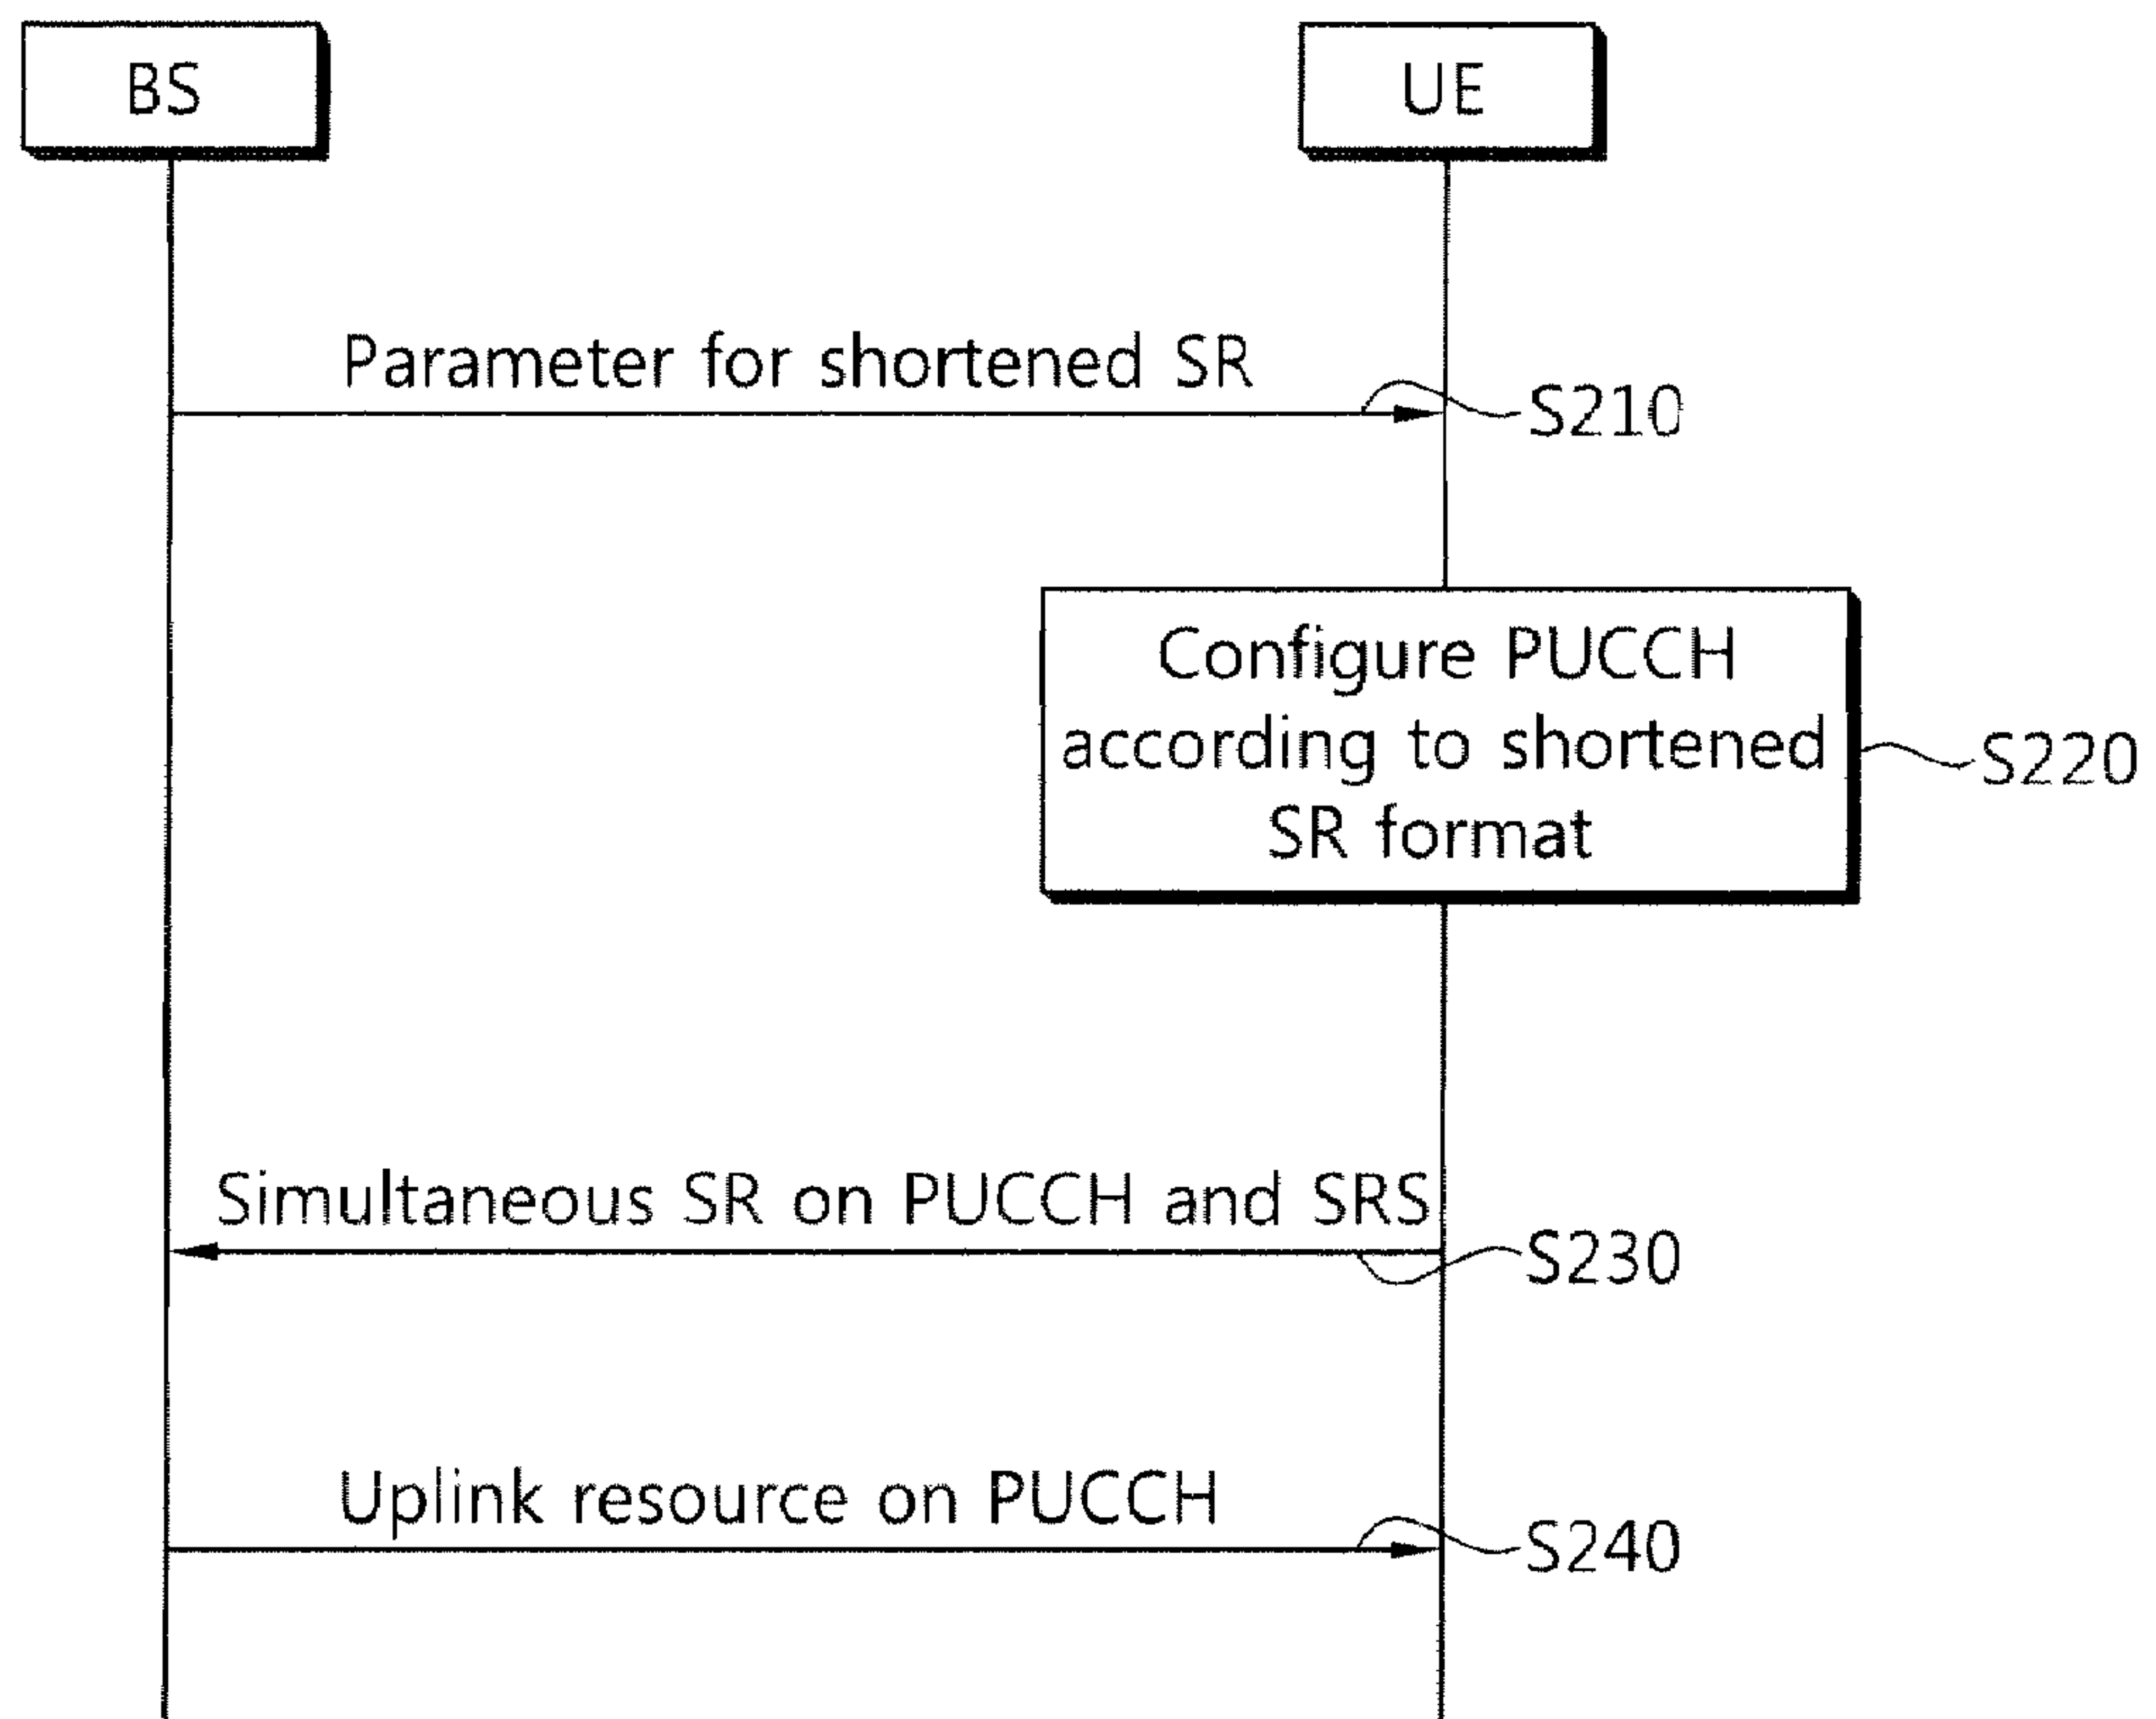 BS
UE
Parameter for shortened SR
S210
Configure PUCCH
according to shortened
SR format
S220
Simultaneous SR on PUCCH and SRS
S230
Uplink resource on PUCCH
S240